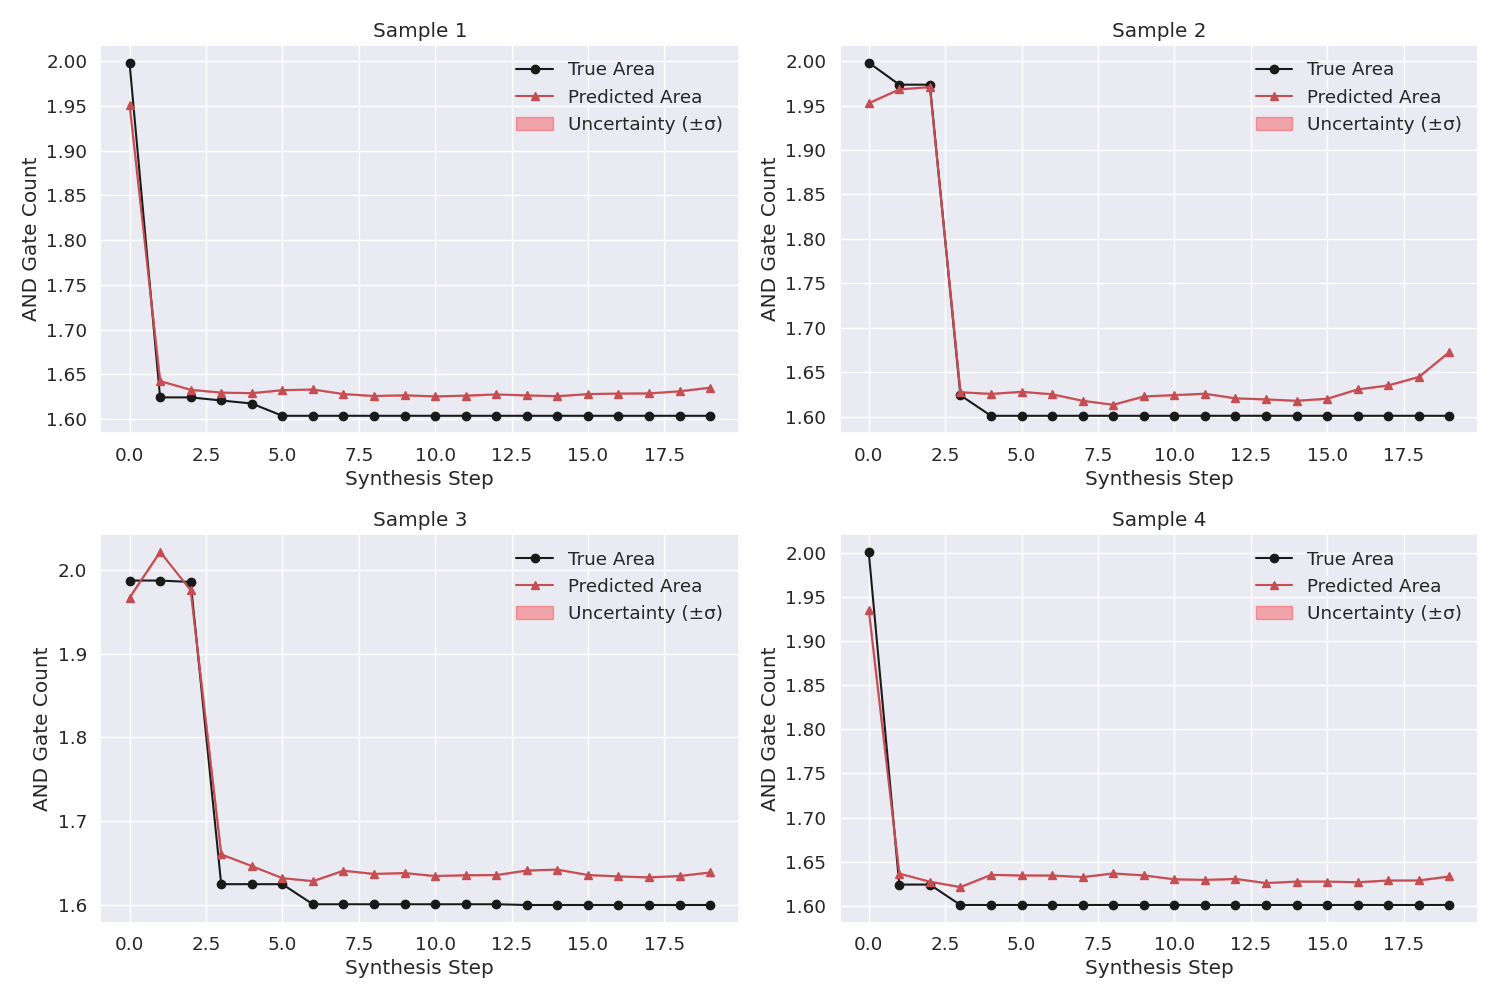 Sample 1
True Area
Predicted Area
Uncertainty (±σ)
AND Gate Count
2.00
1.95
1.90
1.85
1.80
1.75
1.70
1.65
1.60
0.0 2.5 5.0 7.5 10.0 12.5 15.0 17.5
Synthesis Step
Sample 2
True Area
Predicted Area
Uncertainty (±σ)
AND Gate Count
2.00
1.95
1.90
1.85
1.80
1.75
1.70
1.65
1.60
0.0 2.5 5.0 7.5 10.0 12.5 15.0 17.5
Synthesis Step
Sample 3
True Area
Predicted Area
Uncertainty (±σ)
AND Gate Count
2.0
1.9
1.8
1.7
1.6
0.0 2.5 5.0 7.5 10.0 12.5 15.0 17.5
Synthesis Step
Sample 4
True Area
Predicted Area
Uncertainty (±σ)
AND Gate Count
2.00
1.95
1.90
1.85
1.80
1.75
1.70
1.65
1.60
0.0 2.5 5.0 7.5 10.0 12.5 15.0 17.5
Synthesis Step